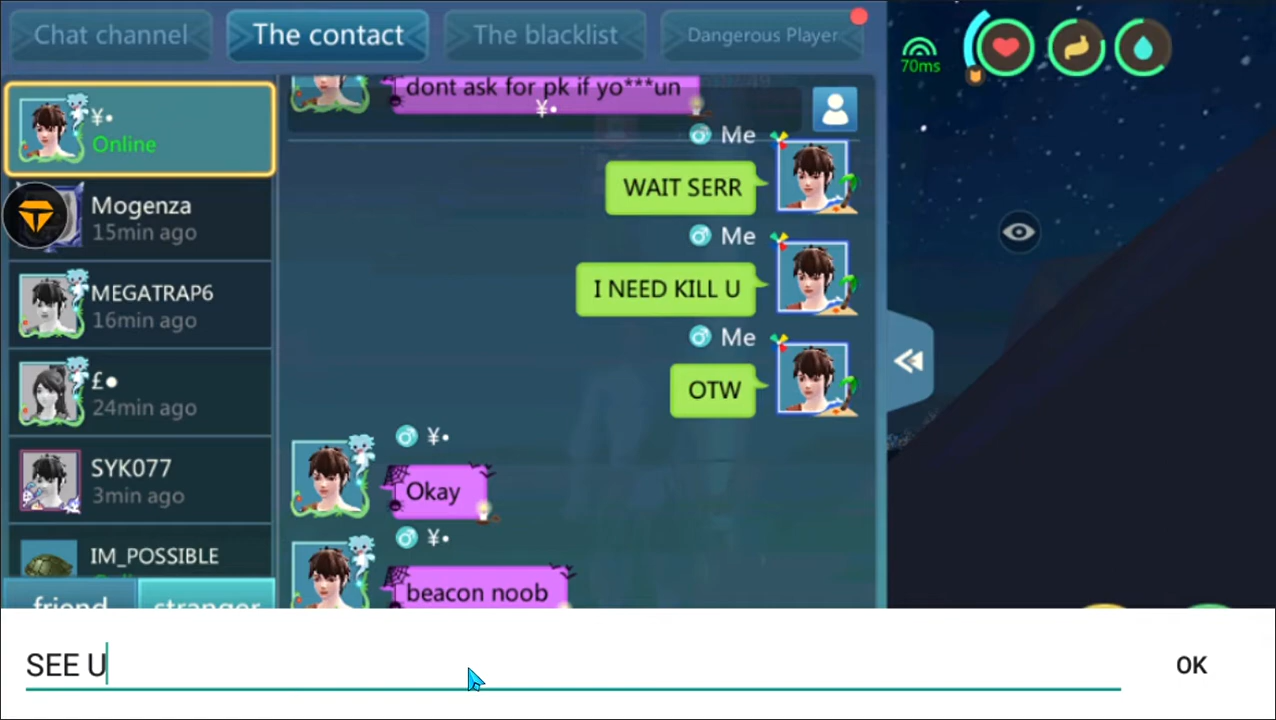 Chat channel
The contact
The blacklist
Dangerous Player
70ms
¥•
Online
Mogenza
15min ago
MEGATRAP6
16min ago
£•
24min ago
SYK077
3min ago
IM_POSSIBLE
friend
stranger
dont ask for pk if yo***un
¥•
Me
WAIT SERR
Me
I NEED KILL U
Me
OTW
¥•
Okay
¥•
beacon noob
SEE U
OK